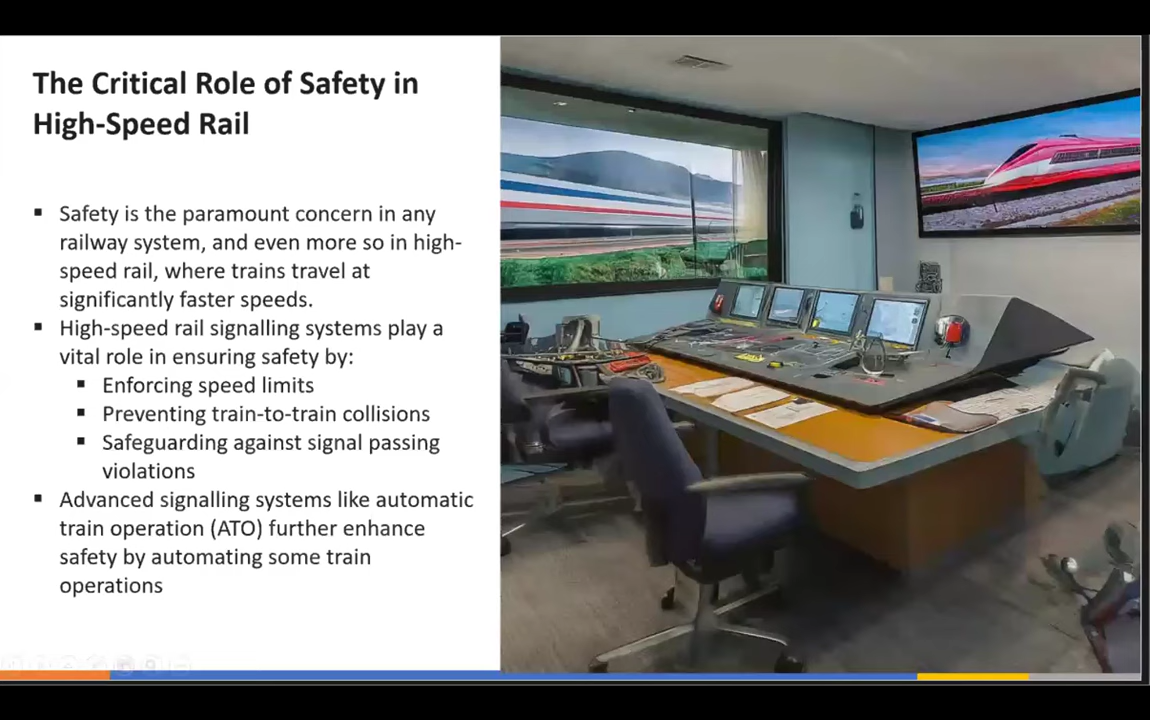 The Critical Role of Safety in
High-Speed Rail
▪ Safety is the paramount concern in any
railway system, and even more so in high-
speed rail, where trains travel at
significantly faster speeds.
▪ High-speed rail signalling systems play a
vital role in ensuring safety by:
▪ Enforcing speed limits
▪ Preventing train-to-train collisions
▪ Safeguarding against signal passing
violations
▪ Advanced signalling systems like automatic
train operation (ATO) further enhance
safety by automating some train
operations